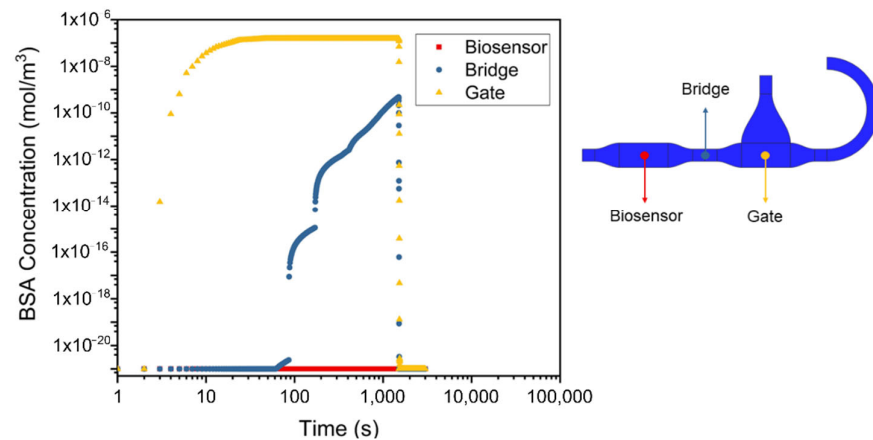 1x10⁻⁶
1x10⁻⁸
1x10⁻¹⁰
1x10⁻¹²
1x10⁻¹⁴
1x10⁻¹⁶
1x10⁻¹⁸
1x10⁻²⁰
BSA Concentration (mol/m³)
Biosensor
Bridge
Gate
1 10 100 1,000 10,000 100,000
Time (s)
Bridge
Biosensor Gate